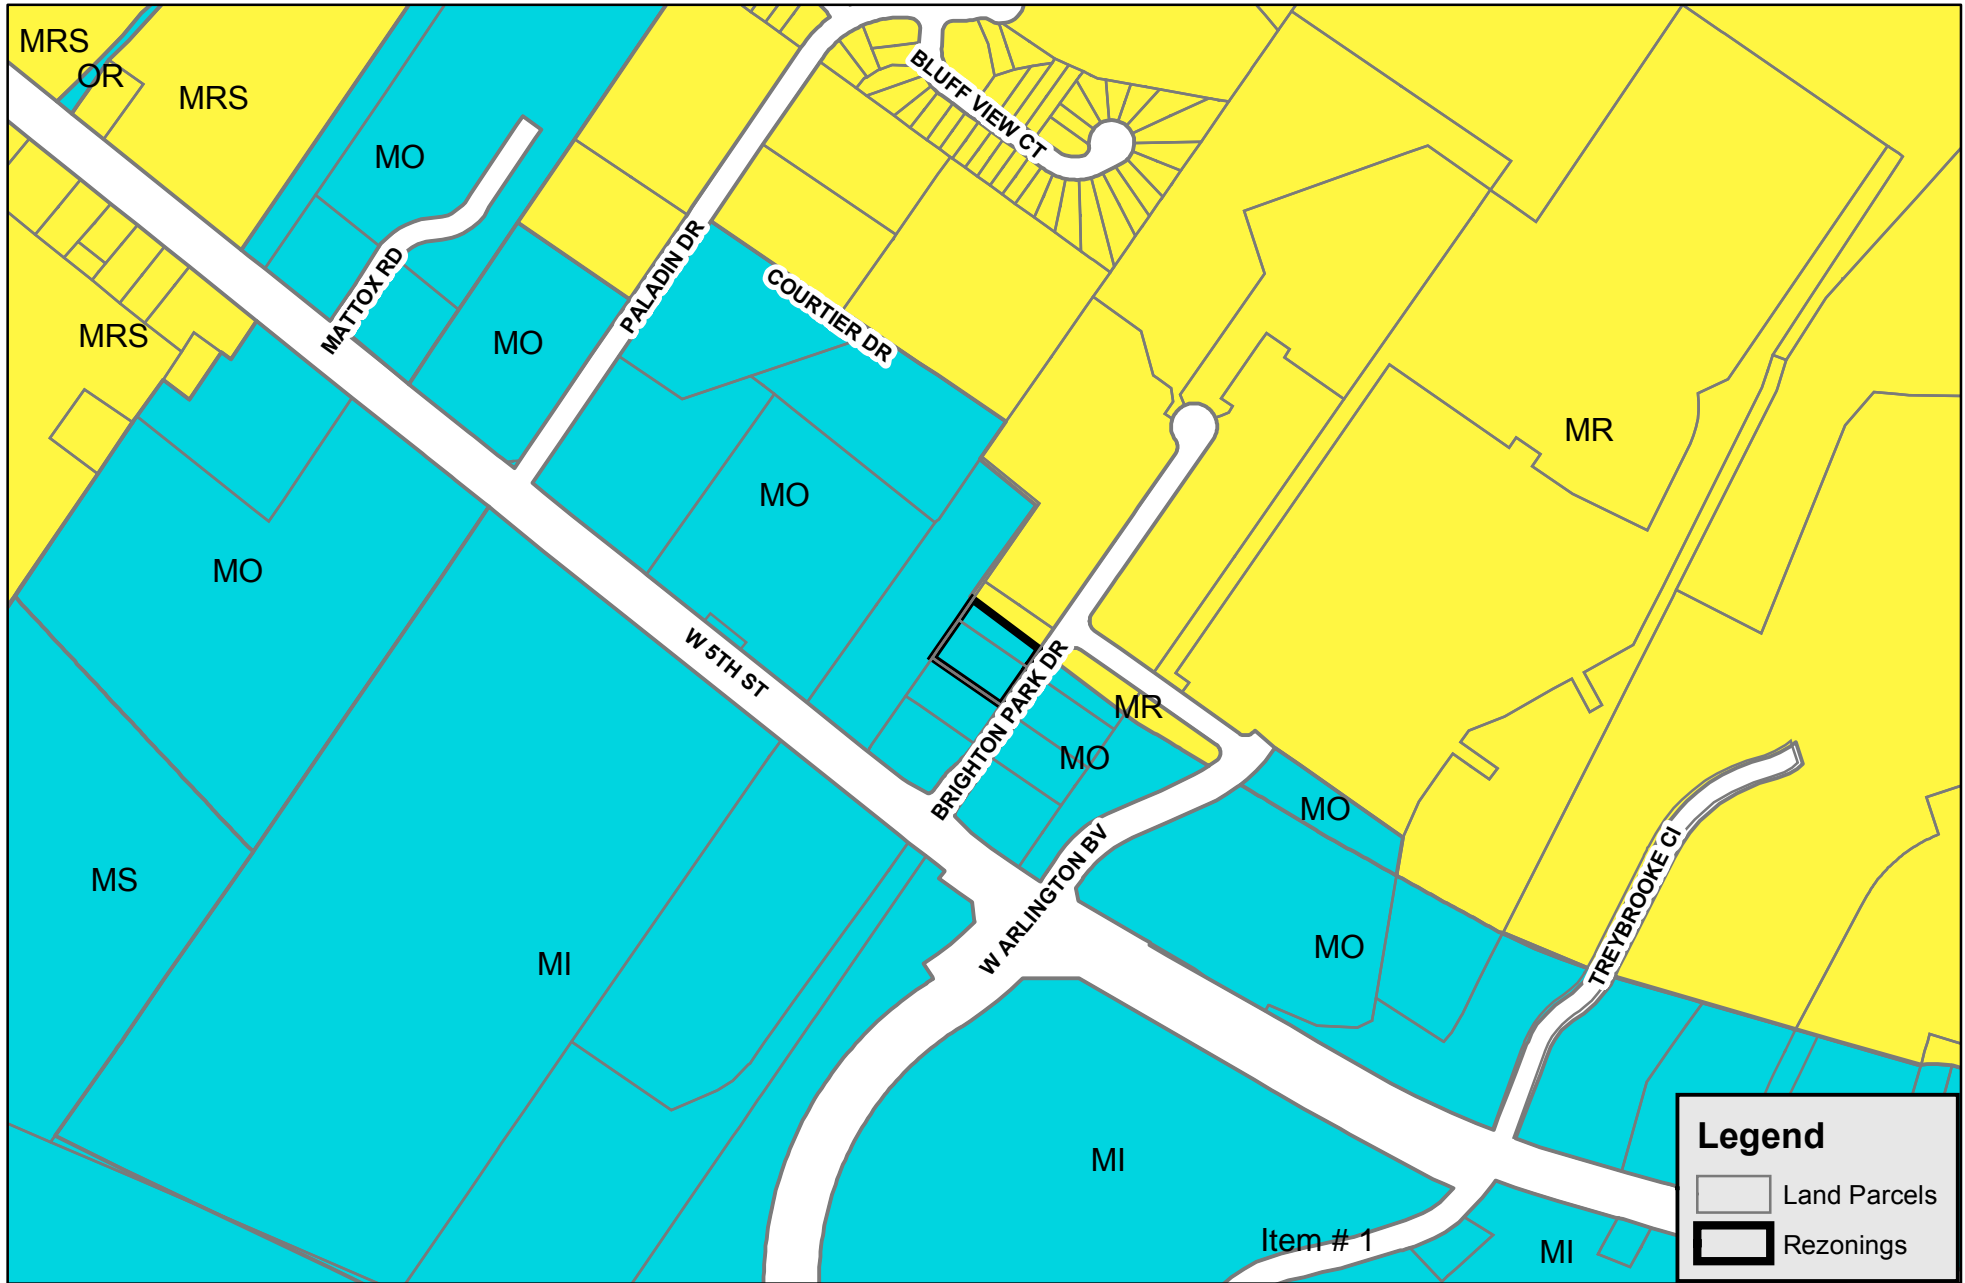 MRS
OR
MRS
BLUFF VIEW CT
MO
MATTOX RD
PALADIN DR
COURTIER DR
MRS
MO
MR
MO
MO
W 5TH ST
BRIGHTON PARK DR
MR
MO
MO
MS
W ARLINGTON BV
TREYBROOKE CI
MO
MI
MI
Item # 1
MI
Legend
Land Parcels
Rezonings